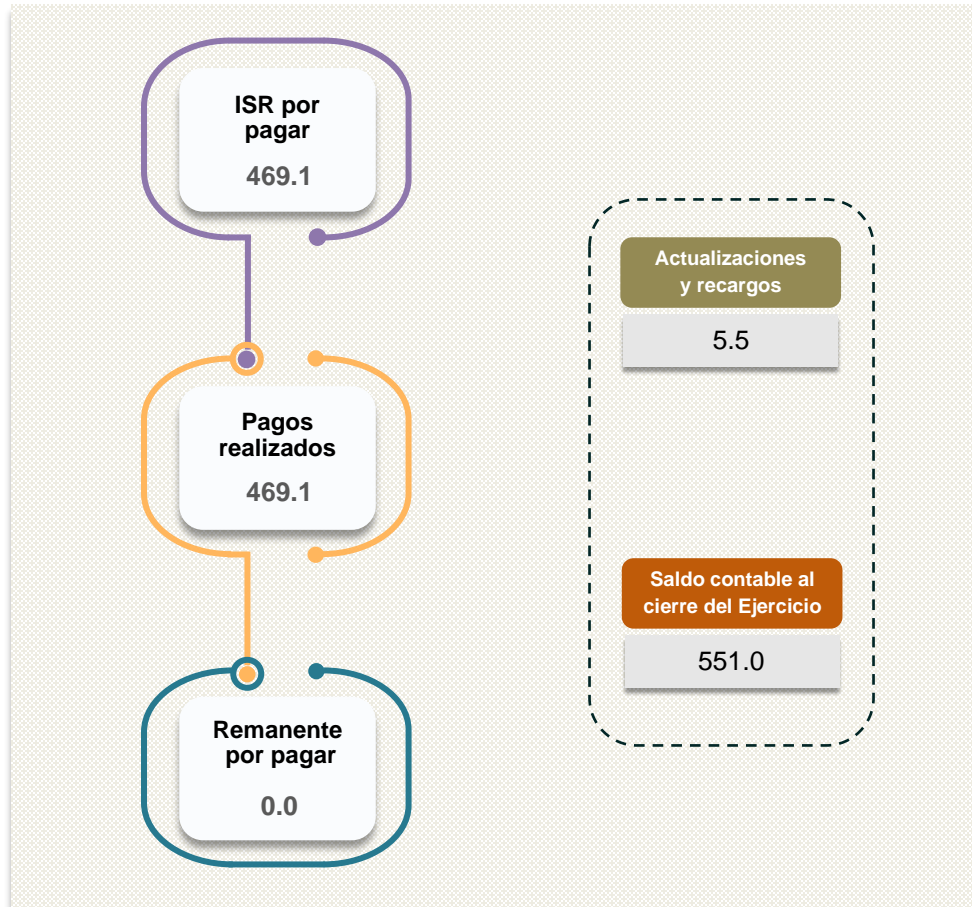 ISR por
pagar
469.1
Pagos
realizados
469.1
Remanente
por pagar
0.0
Actualizaciones
y recargos
5.5
Saldo contable al
cierre del Ejercicio
551.0